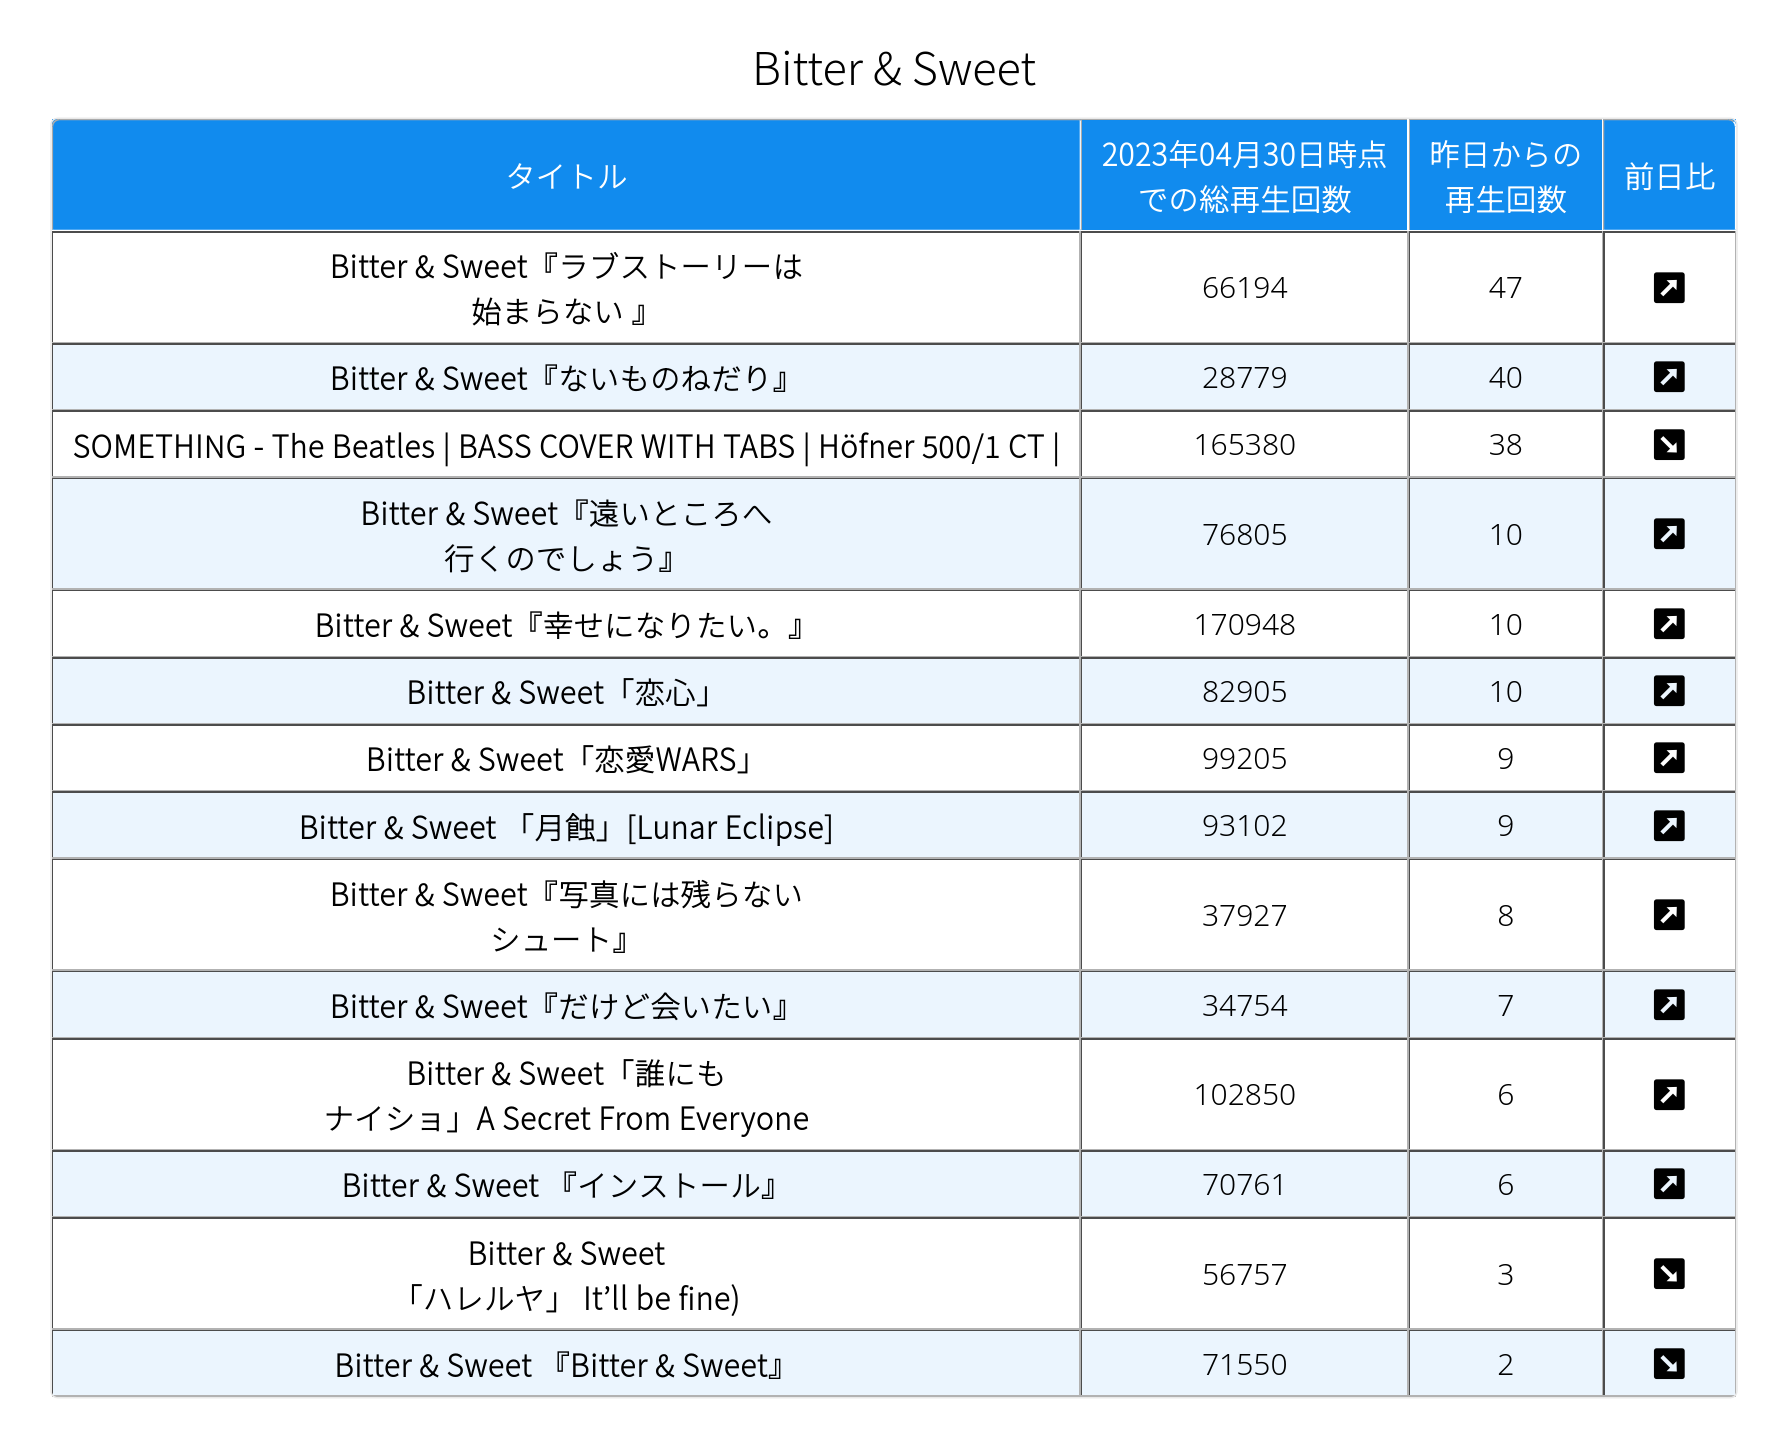 Bitter & Sweet
タイトル
2023年04月30日時点
での総再生回数
昨日からの
再生回数
前日比
Bitter & Sweet『ラブストーリーは
始まらない 』
66194
47
Bitter & Sweet『ないものねだり』
28779
40
SOMETHING - The Beatles | BASS COVER WITH TABS | Höfner 500/1 CT |
165380
38
Bitter & Sweet『遠いところへ
行くのでしょう』
76805
10
Bitter & Sweet『幸せになりたい。』
170948
10
Bitter & Sweet「恋心」
82905
10
Bitter & Sweet「恋愛WARS」
99205
9
Bitter & Sweet 「月蝕」[Lunar Eclipse]
93102
9
Bitter & Sweet『写真には残らない
シュート』
37927
8
Bitter & Sweet『だけど会いたい』
34754
7
Bitter & Sweet「誰にも
ナイショ」A Secret From Everyone
102850
6
Bitter & Sweet 『インストール』
70761
6
Bitter & Sweet
「ハレルヤ」 It’ll be fine)
56757
3
Bitter & Sweet 『Bitter & Sweet』
71550
2